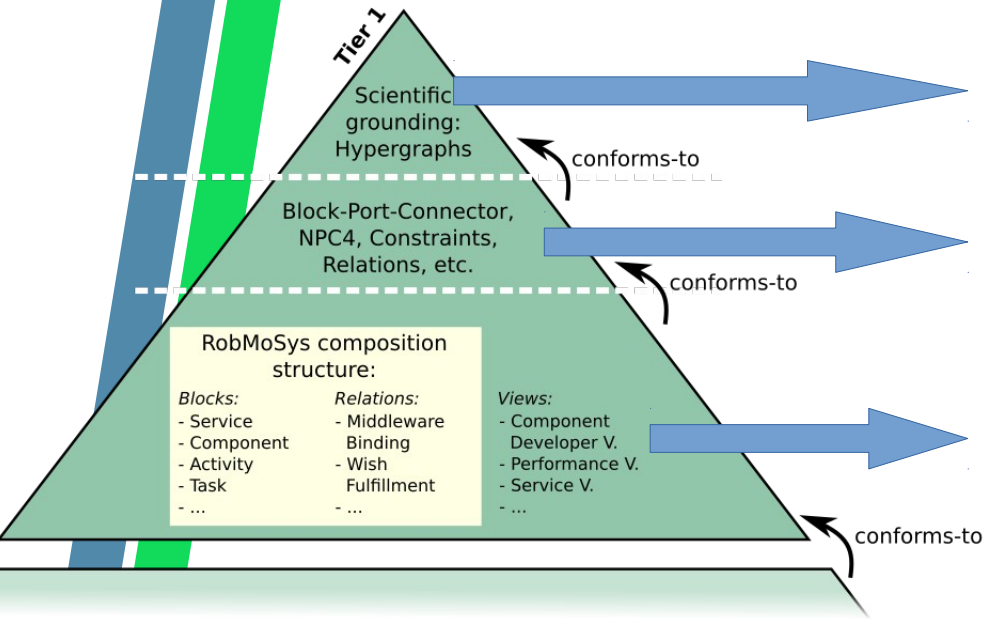 Tier 1
Scientific
grounding:
Hypergraphs
conforms-to
Block-Port-Connector,
NPC4, Constraints,
Relations, etc.
conforms-to
RobMoSys composition
structure:
Blocks:
- Service
- Component
- Activity
- Task
- ...
Relations:
- Middleware
Binding
- Wish
Fulfillment
- ...
Views:
- Component
Developer V.
- Performance V.
- Service V.
- ...
conforms-to